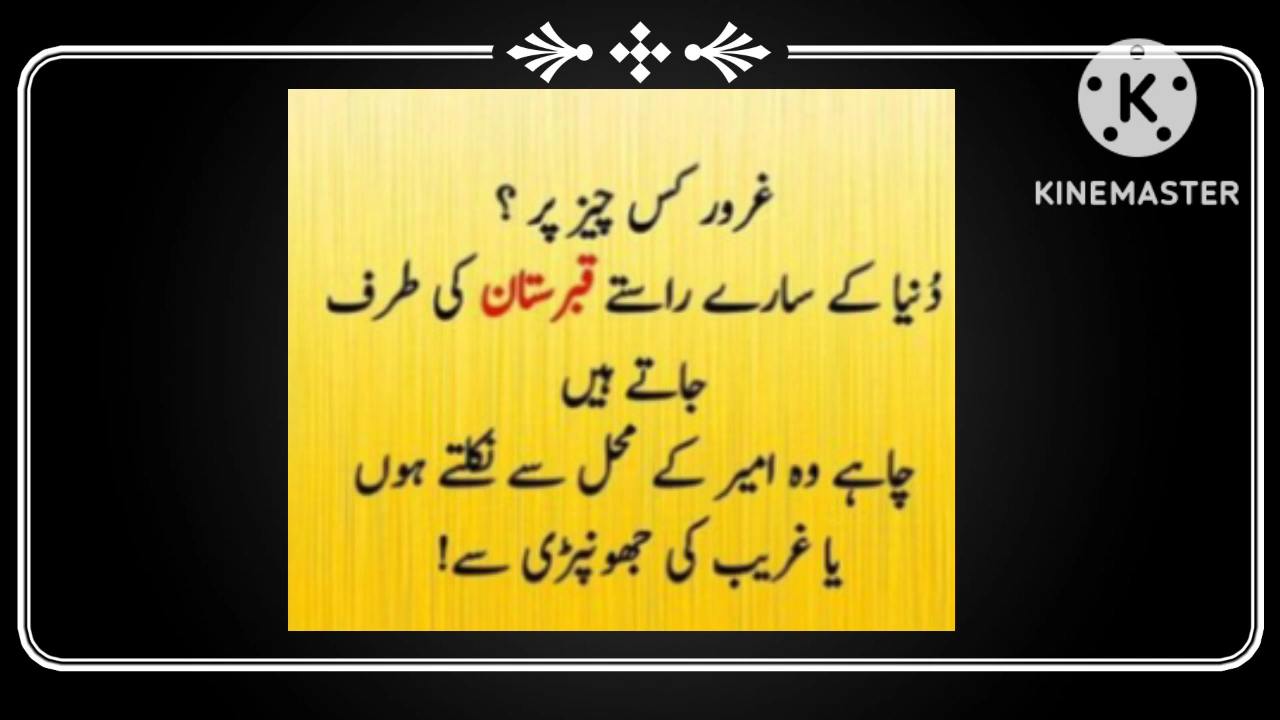 غرور کس چیز پر ؟
دُنیا کے سارے راستے قبرستان کی طرف
جاتے ہیں
چاہے وہ امیر کے محل سے نکلتے ہوں
یا غریب کی جھونپڑی سے!
K
KINEMASTER